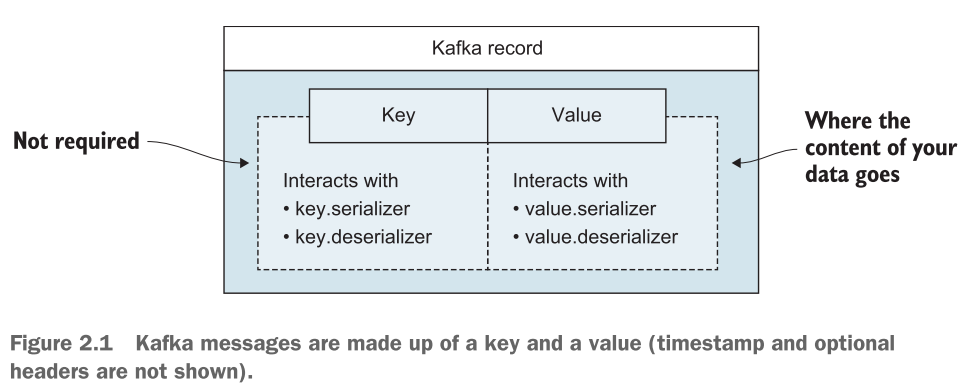 Kafka record
Key Value
Not required
Where the
content of your
data goes
Interacts with
• key.serializer
• key.deserializer
Interacts with
• value.serializer
• value.deserializer
Figure 2.1 Kafka messages are made up of a key and a value (timestamp and optional
headers are not shown).